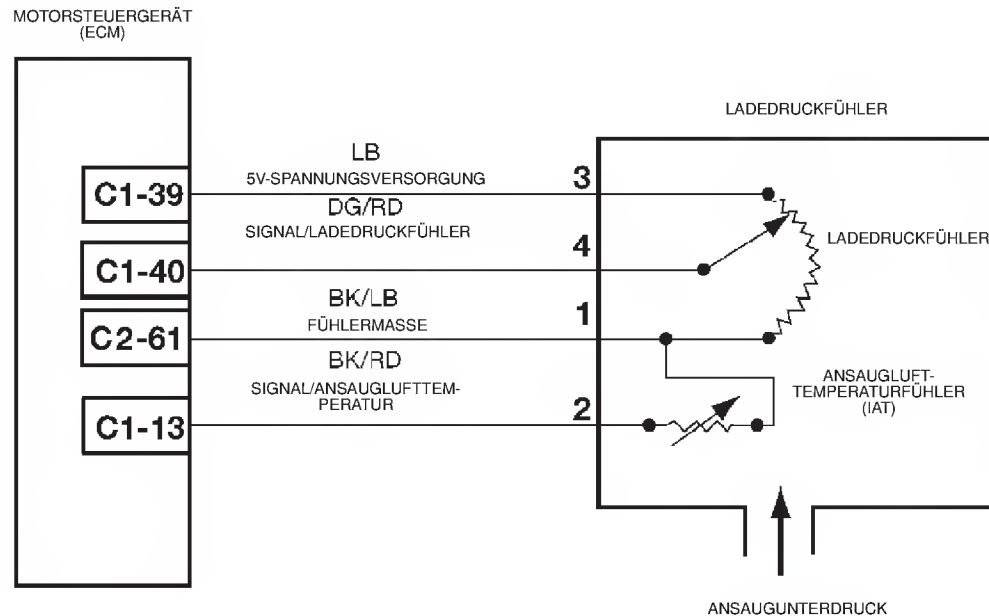 MOTORSTEUERGERÄT
(ECM)
LADEDRUCKFÜHLER
LB
5V-SPANNUNGSVERSORGUNG
C1-39
3
DG/RD
SIGNAL/LADEDRUCKFÜHLER
LADEDRUCKFÜHLER
C1-40
4
BK/LB
FÜHLERMASSE
C2-61
1
BK/RD
SIGNAL/ANSAUGLUFTTEM-
PERATUR
C1-13
2
ANSAUGLUFT-
TEMPERATURFÜHLER
(IAT)
ANSAUGUNTERDRUCK